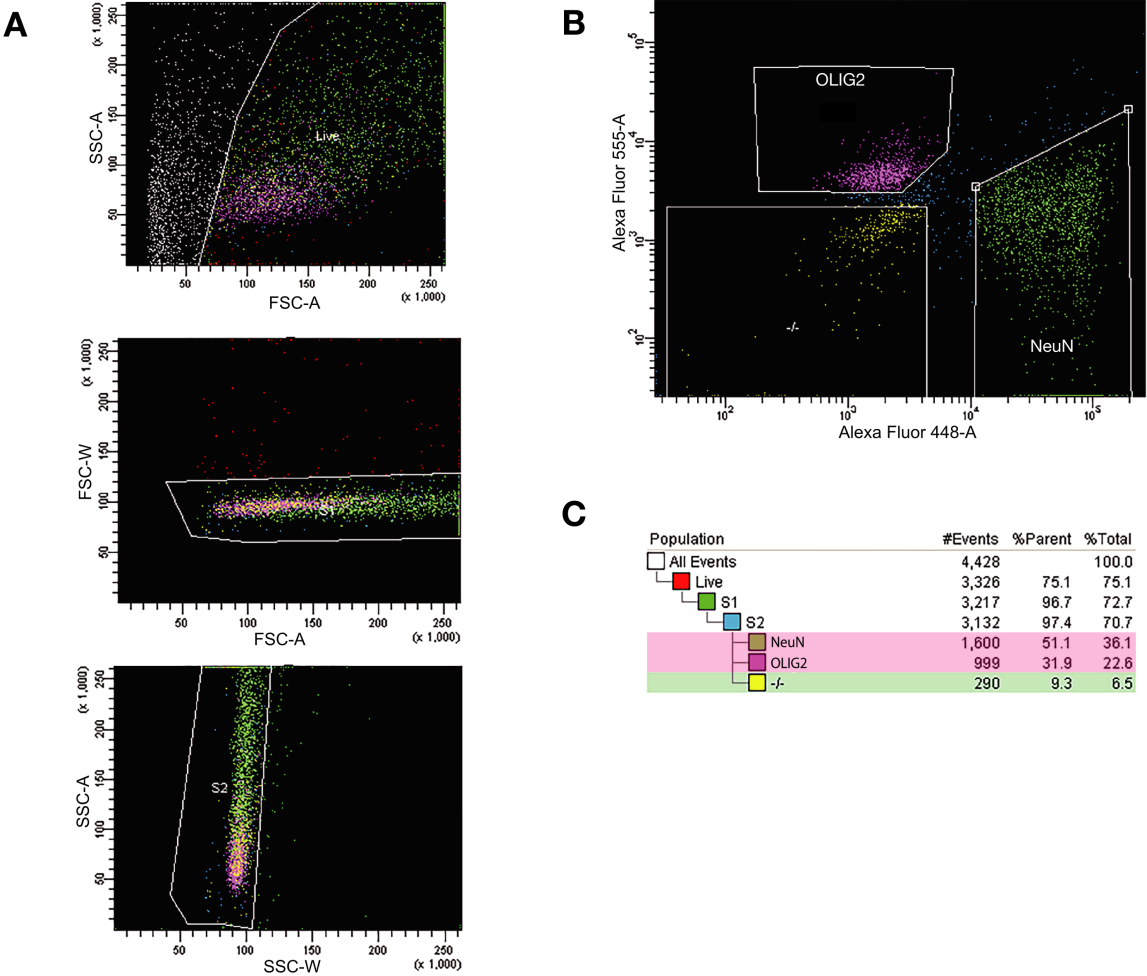 A
(x 1,000)
250
200
150
100
50
SSC-A
Live
50 100 150 200 250
FSC-A
(x 1,000)
(x 1,000)
250
200
150
100
50
FSC-W
S1
50 100 150 200 250
FSC-A
(x 1,000)
(x 1,000)
250
200
150
100
50
SSC-A
S2
50 100 150 200 250
SSC-W
(x 1,000)
B
10^5
10^4
10^3
10^2
Alexa Fluor 555-A
OLIG2
-/-
NeuN
10^2 10^3 10^4 10^5
Alexa Fluor 448-A
C
Population #Events %Parent %Total
All Events 4,428 100.0
Live 3,326 75.1 75.1
S1 3,217 96.7 72.7
S2 3,132 97.4 70.7
NeuN 1,600 51.1 36.1
OLIG2 999 31.9 22.6
-/- 290 9.3 6.5